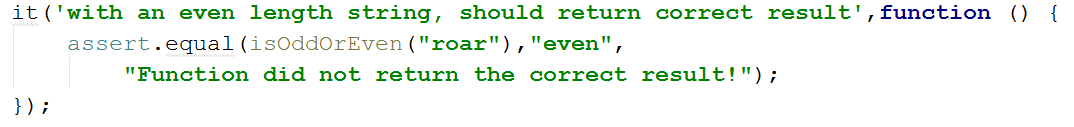 it('with an even length string, should return correct result',function () {
    assert.equal(isOddOrEven("roar"),"even",
        "Function did not return the correct result!");
});